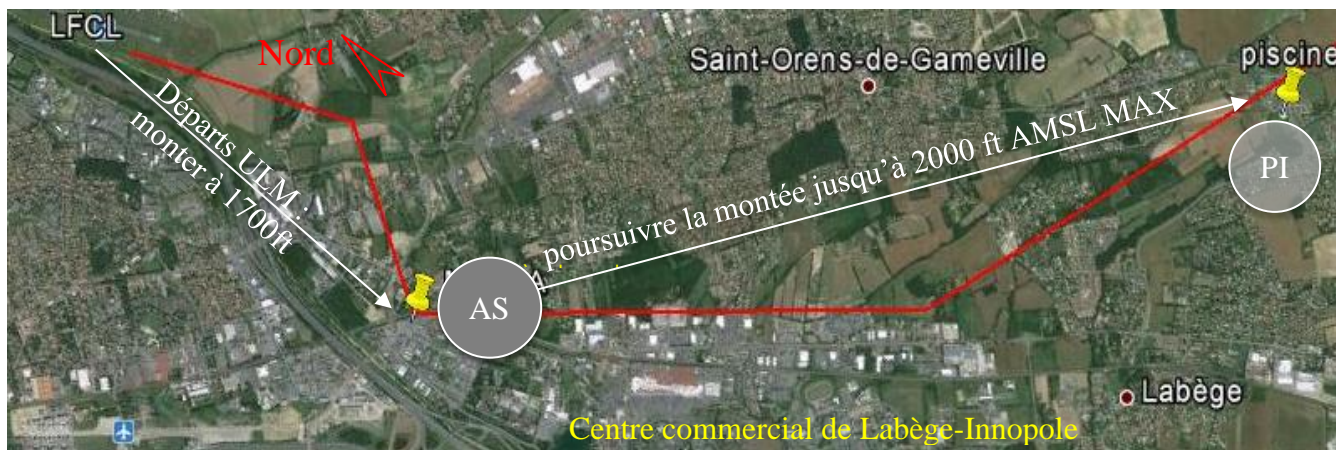 LFCL
Nord
Saint-Orens-de-Gameville
piscine
Départs ULM :
monter à 1700ft
poursuivre la montée jusqu’à 2000 ft AMSL MAX
PI
AS
Labège
Centre commercial de Labège-Innopole